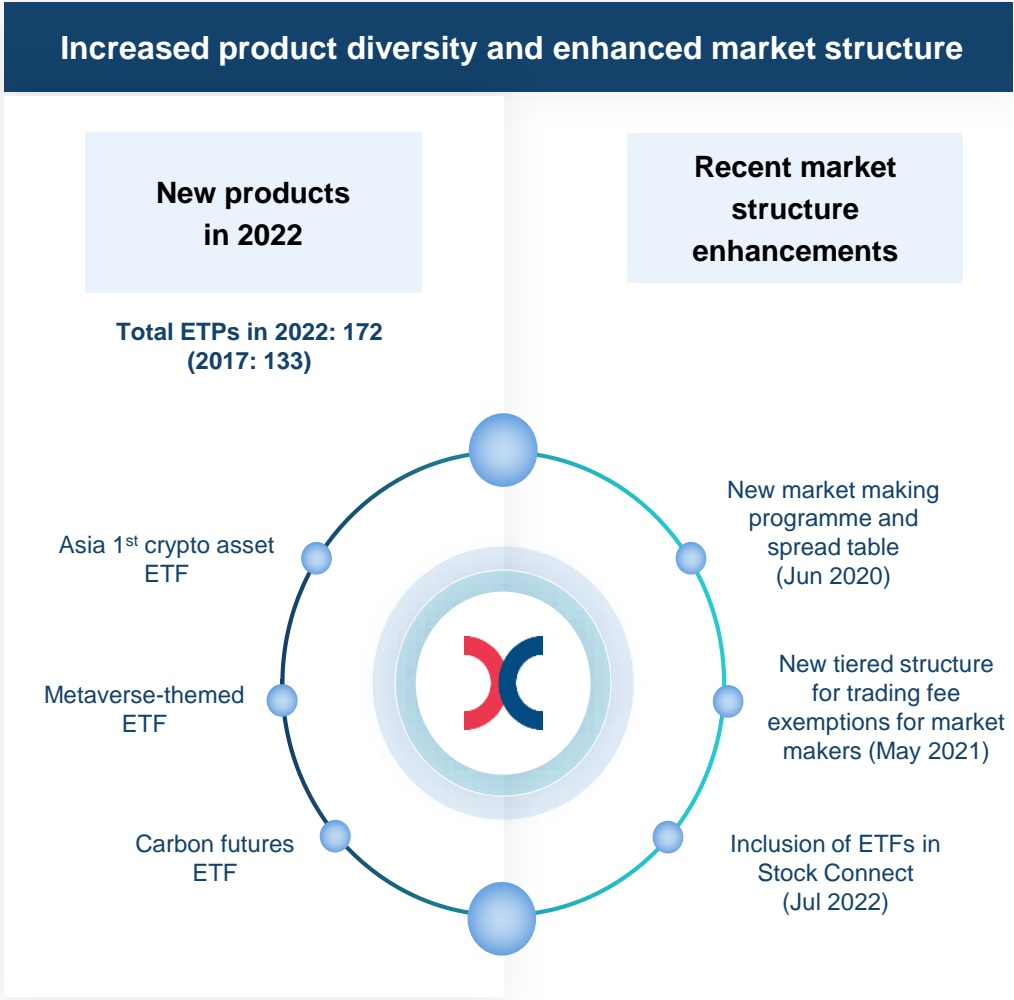 Increased product diversity and enhanced market structure
New products
in 2022
Total ETPs in 2022: 172
(2017: 133)
Asia 1st crypto asset
ETF
Metaverse-themed
ETF
Carbon futures
ETF
Recent market
structure
enhancements
New market making
programme and
spread table
(Jun 2020)
New tiered structure
for trading fee
exemptions for market
makers (May 2021)
Inclusion of ETFs in
Stock Connect
(Jul 2022)